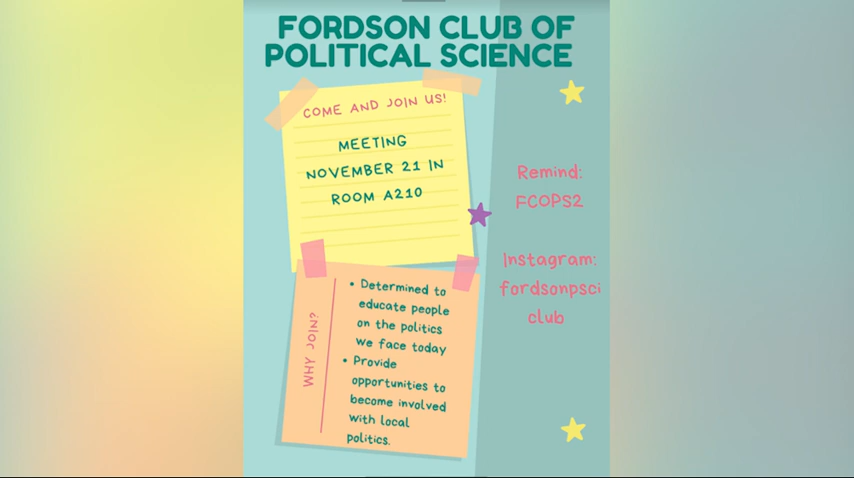 FORDSON CLUB OF
POLITICAL SCIENCE
COME AND JOIN US!
MEETING
NOVEMBER 21 IN
ROOM A210
WHY JOIN?
• Determined to
educate people
on the politics
we face today
• Provide
opportunities to
become involved
with local
politics.
Remind:
FCOPS2
Instagram:
fordsonpsci
club